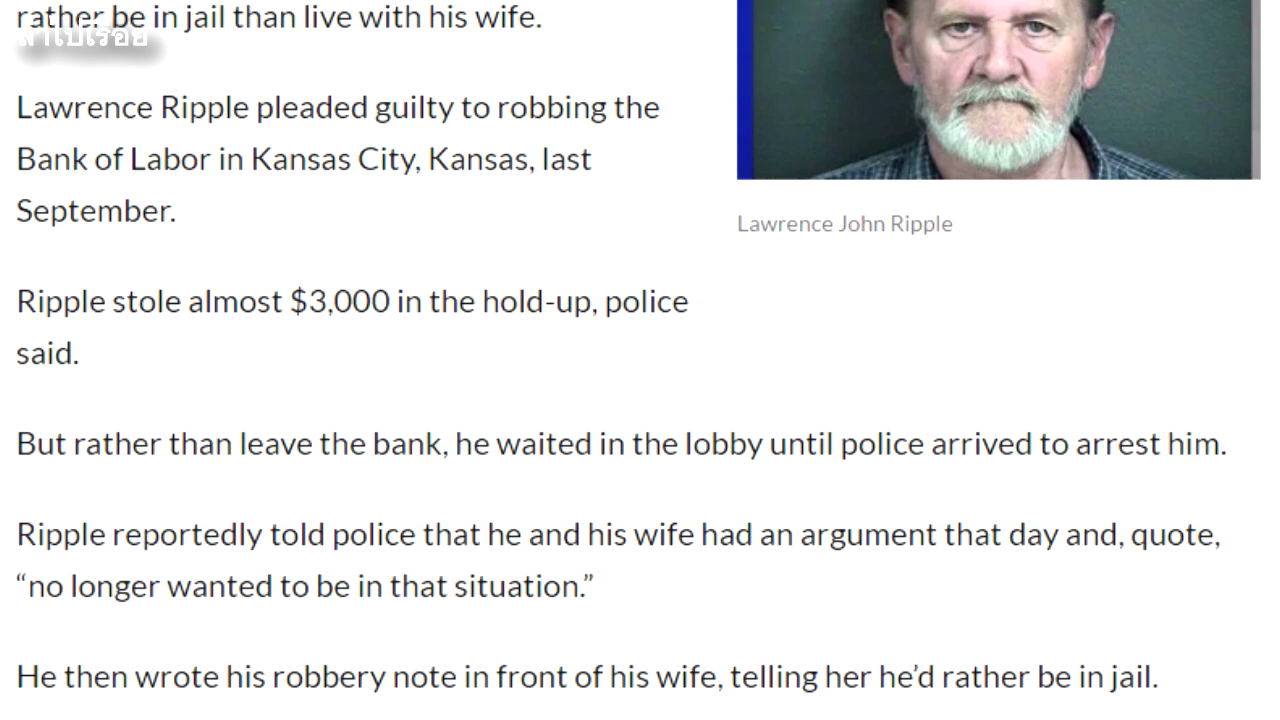 rather be in jail than live with his wife.
Lawrence Ripple pleaded guilty to robbing the
Bank of Labor in Kansas City, Kansas, last
September.
Lawrence John Ripple
Ripple stole almost $3,000 in the hold-up, police
said.
But rather than leave the bank, he waited in the lobby until police arrived to arrest him.
Ripple reportedly told police that he and his wife had an argument that day and, quote,
“no longer wanted to be in that situation.”
He then wrote his robbery note in front of his wife, telling her he’d rather be in jail.